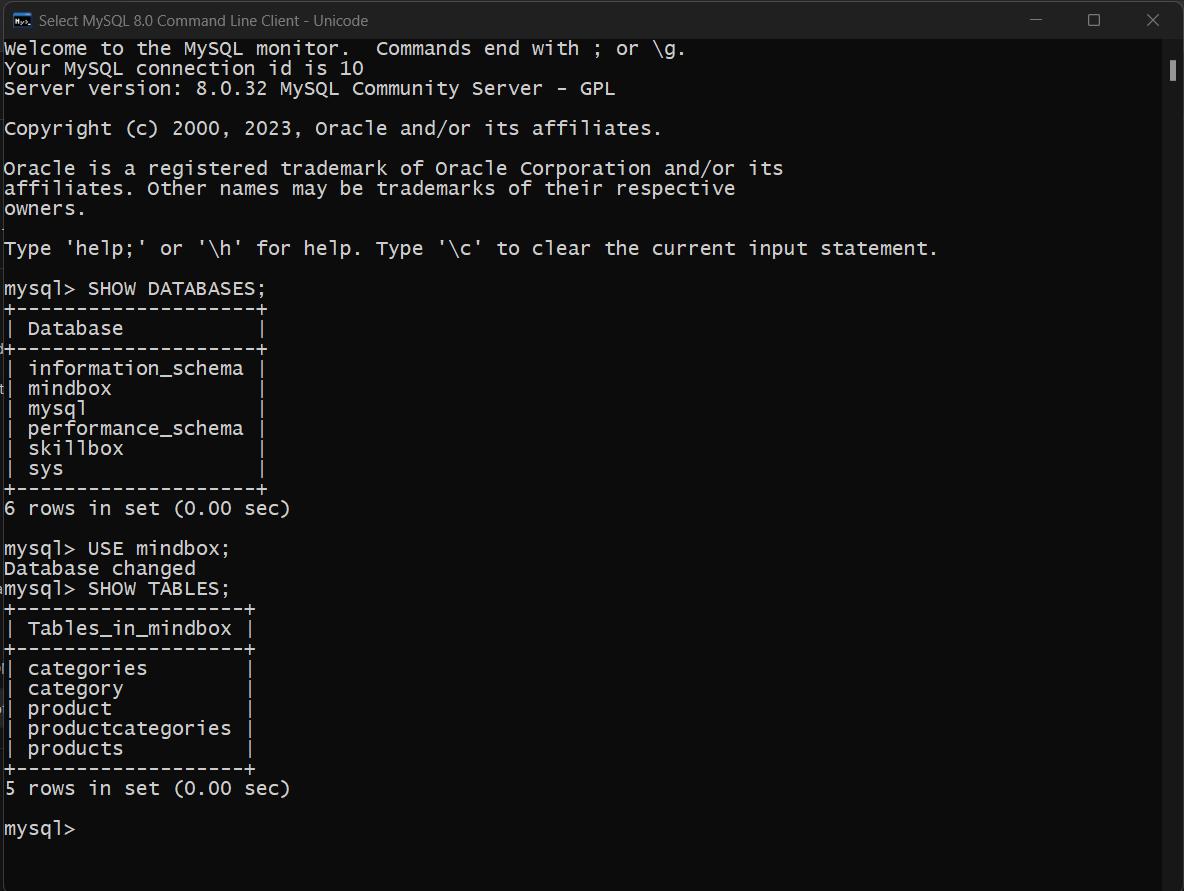 Select MySQL 8.0 Command Line Client - Unicode
Welcome to the MySQL monitor.  Commands end with ; or \g.
Your MySQL connection id is 10
Server version: 8.0.32 MySQL Community Server - GPL
Copyright (c) 2000, 2023, Oracle and/or its affiliates.
Oracle is a registered trademark of Oracle Corporation and/or its
affiliates. Other names may be trademarks of their respective
owners.
Type 'help;' or '\h' for help. Type '\c' to clear the current input statement.
mysql> SHOW DATABASES;
+--------------------+
| Database           |
+--------------------+
| information_schema |
| mindbox            |
| mysql              |
| performance_schema |
| skillbox           |
| sys                |
+--------------------+
6 rows in set (0.00 sec)
mysql> USE mindbox;
Database changed
mysql> SHOW TABLES;
+-------------------+
| Tables_in_mindbox |
+-------------------+
| categories        |
| category          |
| product           |
| productcategories |
| products          |
+-------------------+
5 rows in set (0.00 sec)
mysql>